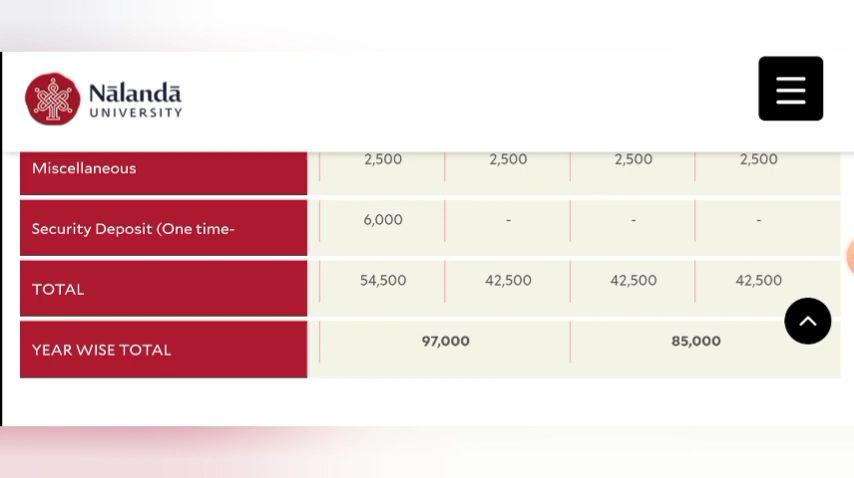 Nālandā
UNIVERSITY
Miscellaneous 2,500 2,500 2,500 2,500
Security Deposit (One time- 6,000 - - -
TOTAL 54,500 42,500 42,500 42,500
YEAR WISE TOTAL 97,000 85,000